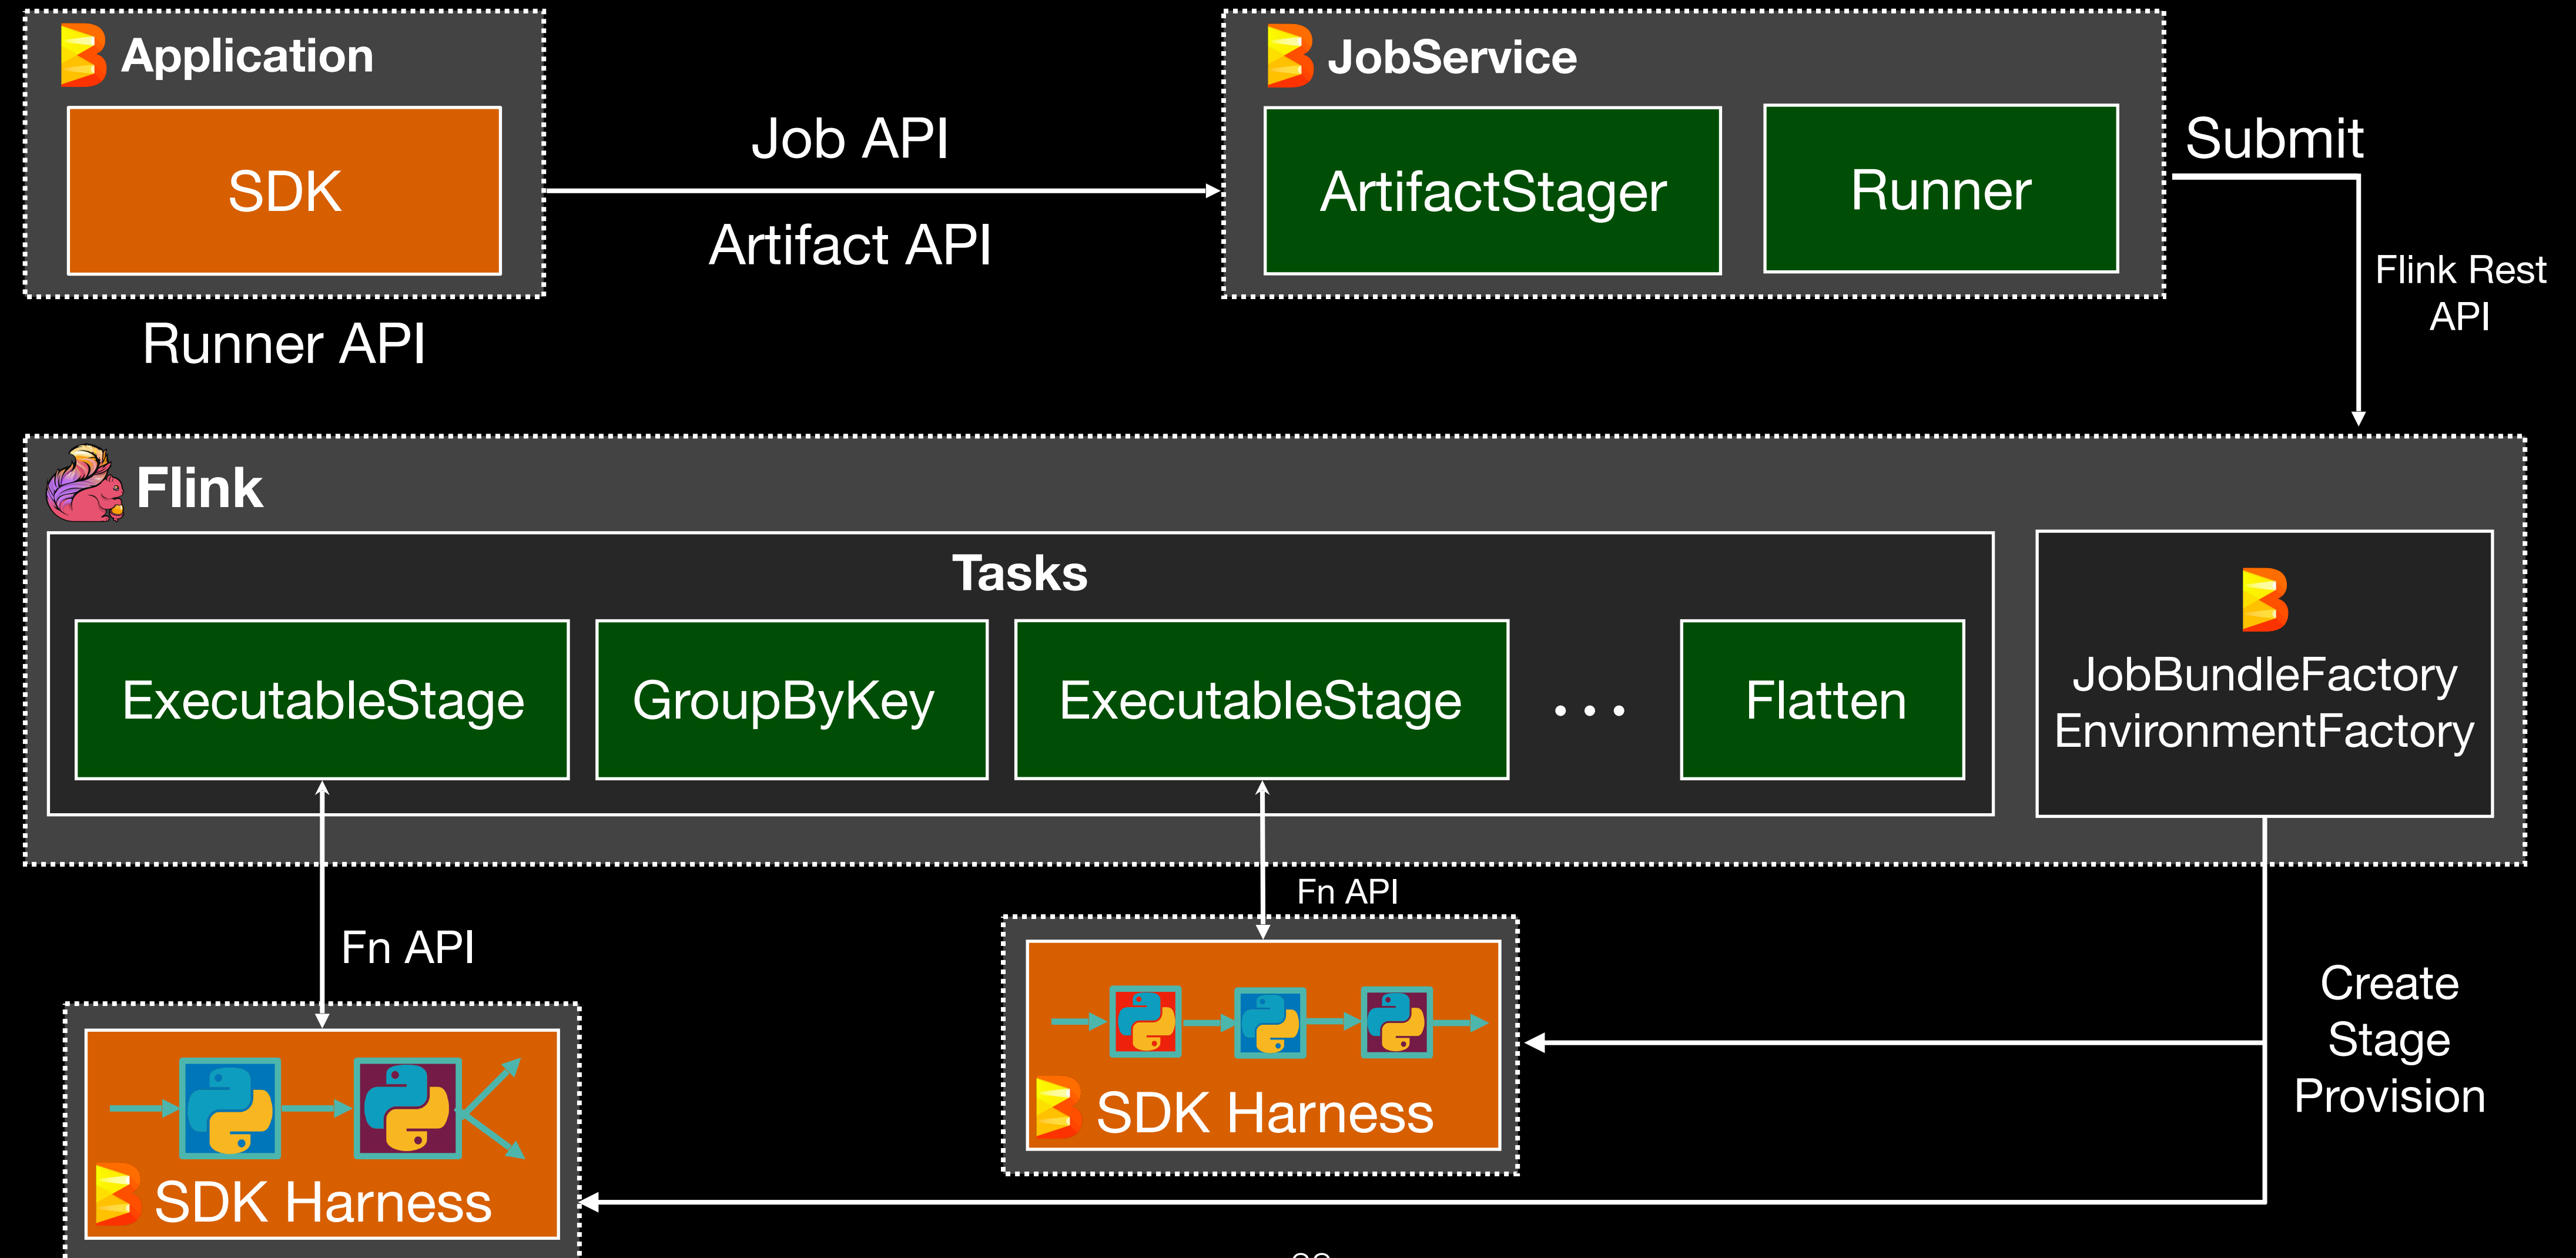 Application
SDK
Runner API
Job API
Artifact API
JobService
ArtifactStager
Runner
Submit
Flink Rest
API
Flink
Tasks
ExecutableStage
GroupByKey
ExecutableStage
...
Flatten
JobBundleFactory
EnvironmentFactory
Fn API
Fn API
SDK Harness
SDK Harness
Create
Stage
Provision